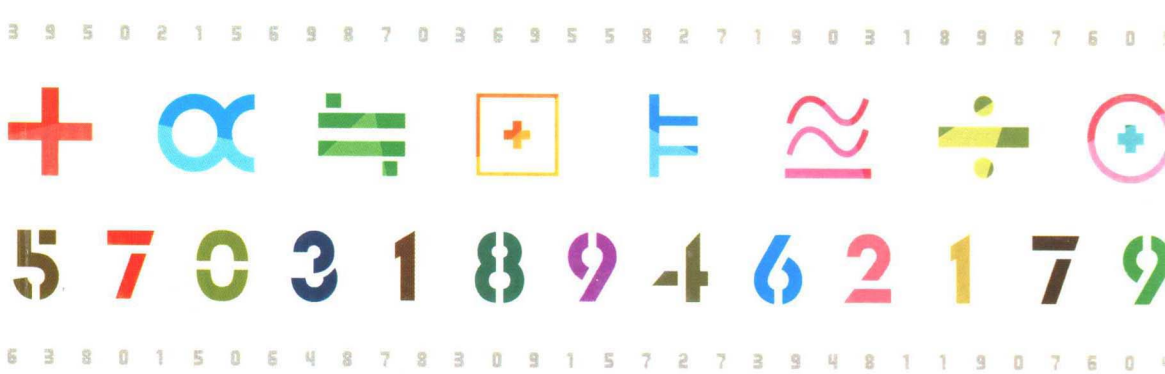 3 9 5 0 2 1 5 6 9 8 7 0 3 6 9 5 5 8 2 7 1 9 0 3 1 8 9 8 7 6 0
+ ∝ ≒ ⊡ ⊧ ≊ ÷ ⊙
5 7 0 3 1 8 9 4 6 2 1 7 9
6 3 8 0 1 5 0 6 4 8 7 8 3 0 9 1 5 7 2 7 3 9 4 8 1 1 9 0 7 6 0